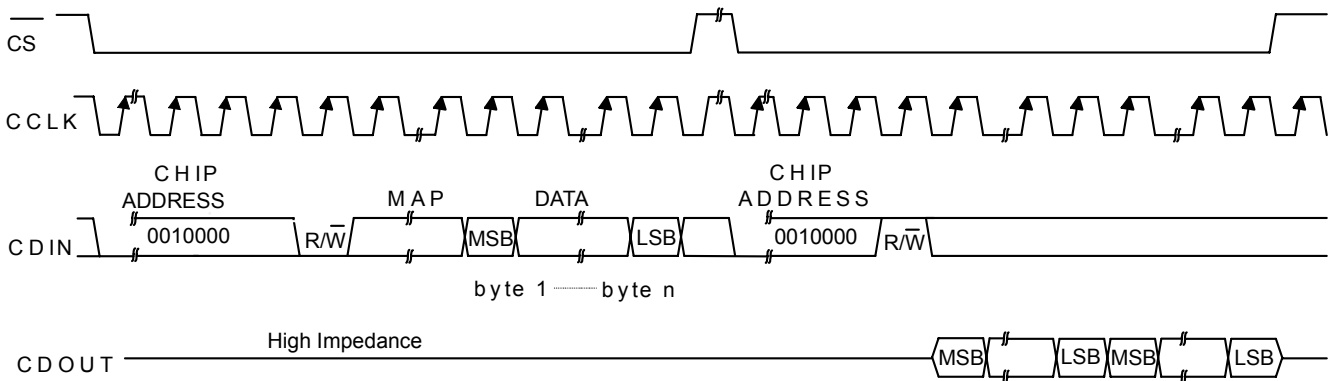 CS
CCLK
CHIP
ADDRESS
MAP
DATA
CHIP
ADDRESS
CDIN
0010000
R/W
MSB
LSB
0010000
R/W
byte 1
byte n
High Impedance
CDOUT
MSB
LSB
MSB
LSB